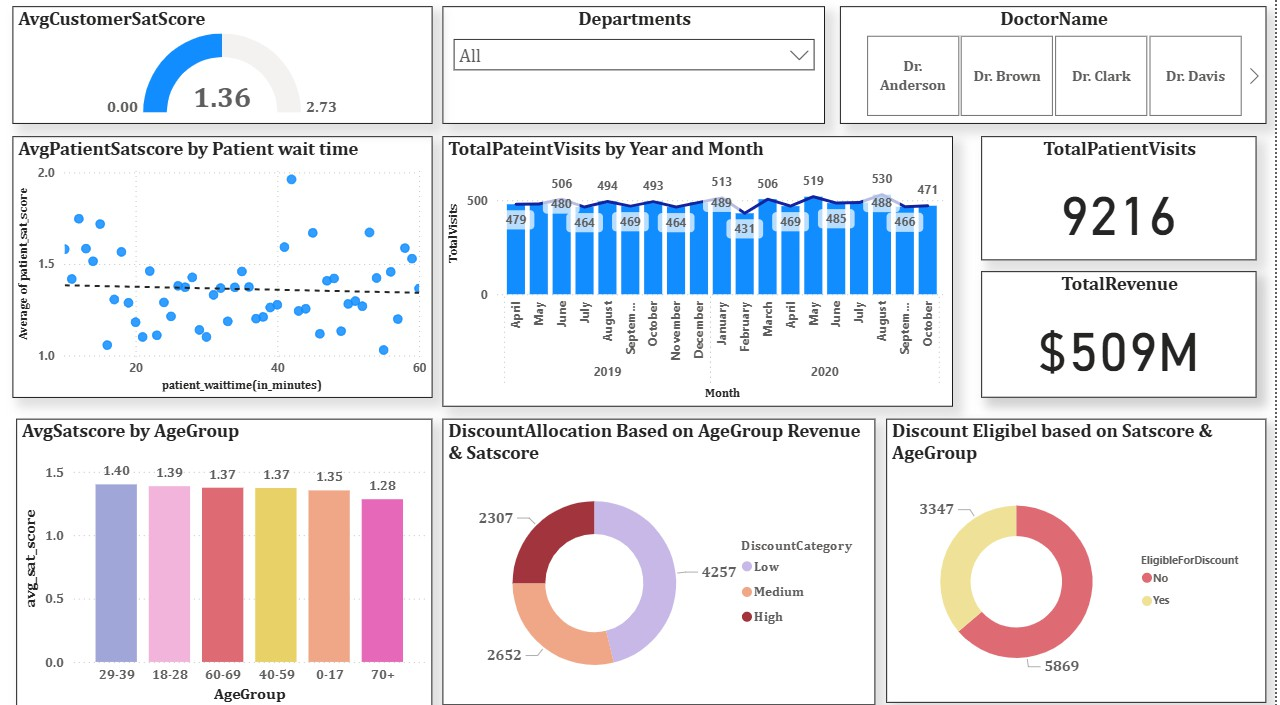 AvgCustomerSatScore
0.00
1.36
2.73
Departments
All
DoctorName
Dr.
Anderson
Dr. Brown
Dr. Clark
Dr. Davis
AvgPatientSatscore by Patient wait time
Average of patient_sat_score
2.0
1.5
1.0
20
40
60
patient_waittime(in_minutes)
TotalPateintVisits by Year and Month
TotalVisits
500
0
479
506
480
464
494
469
493
464
513
489
431
506
469
519
485
530
488
466
471
April
May
June
July
August
Septem...
October
November
December
January
February
March
April
May
June
July
August
Septem...
October
2019
2020
Month
TotalPatientVisits
9216
TotalRevenue
$509M
AvgSatscore by AgeGroup
avg_sat_score
1.5
1.0
0.5
0.0
1.40
1.39
1.37
1.37
1.35
1.28
29-39
18-28
60-69
40-59
0-17
70+
AgeGroup
DiscountAllocation Based on AgeGroup Revenue
& Satscore
2307
4257
2652
DiscountCategory
Low
Medium
High
Discount Eligibel based on Satscore &
AgeGroup
3347
5869
EligibleForDiscount
No
Yes